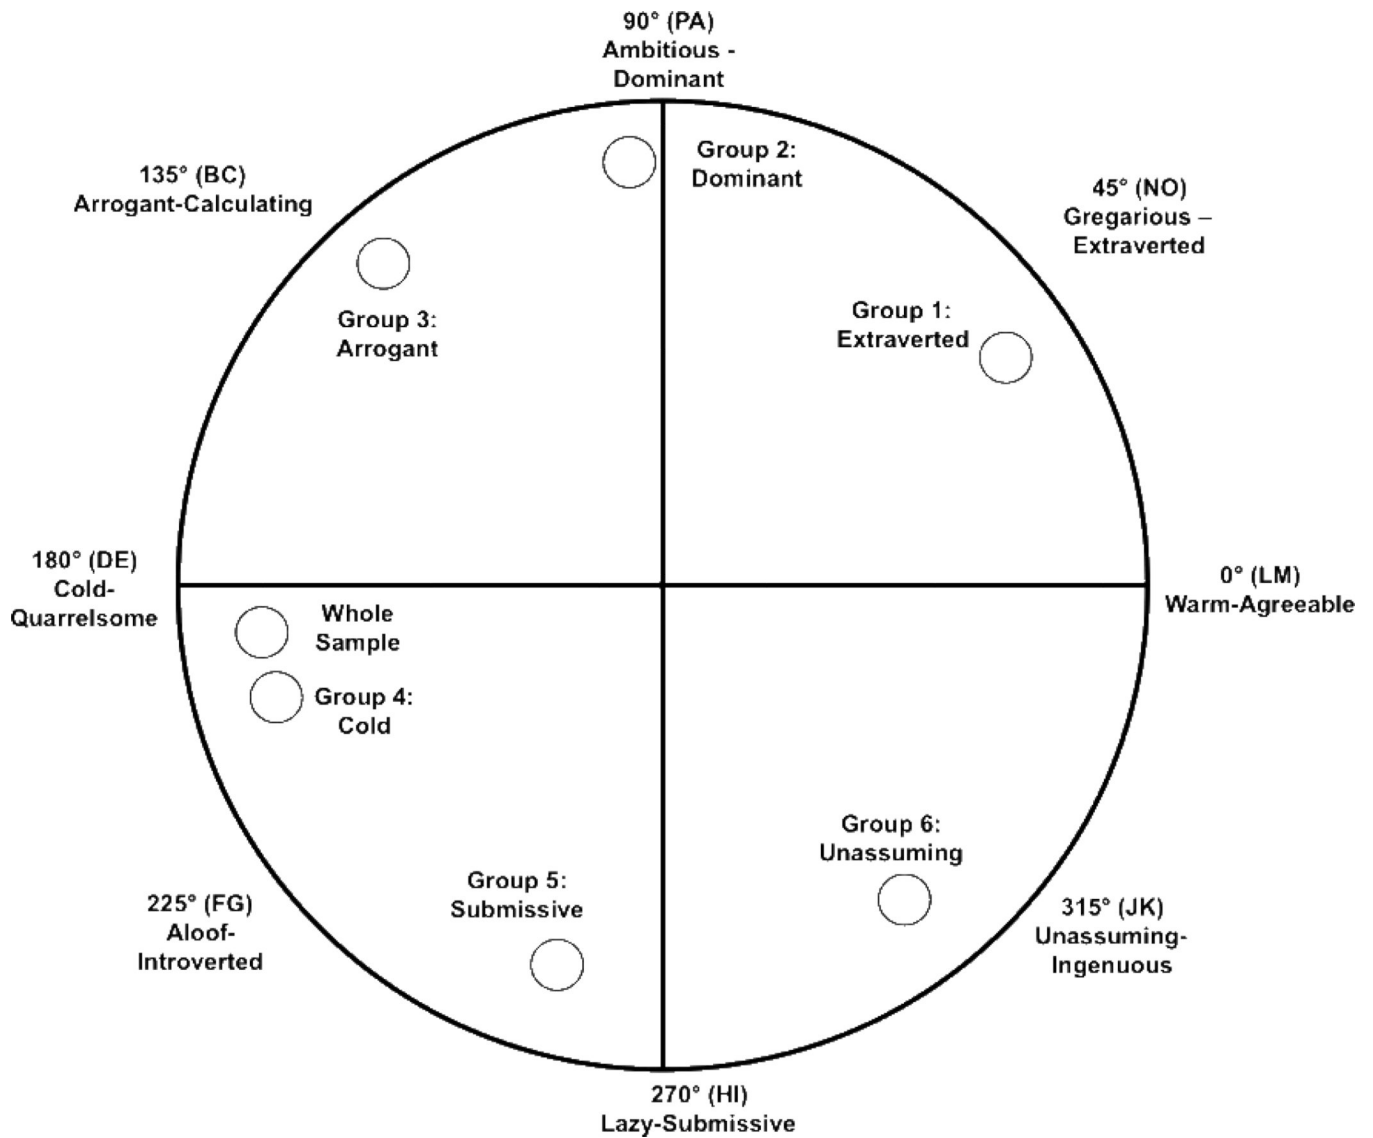 90° (PA)
Ambitious -
Dominant
Group 2:
Dominant
135° (BC)
Arrogant-Calculating
45° (NO)
Gregarious –
Extraverted
Group 3:
Arrogant
Group 1:
Extraverted
180° (DE)
Cold-
Quarrelsome
0° (LM)
Warm-Agreeable
Whole
Sample
Group 4:
Cold
Group 6:
Unassuming
Group 5:
Submissive
225° (FG)
Aloof-
Introverted
315° (JK)
Unassuming-
Ingenuous
270° (HI)
Lazy-Submissive